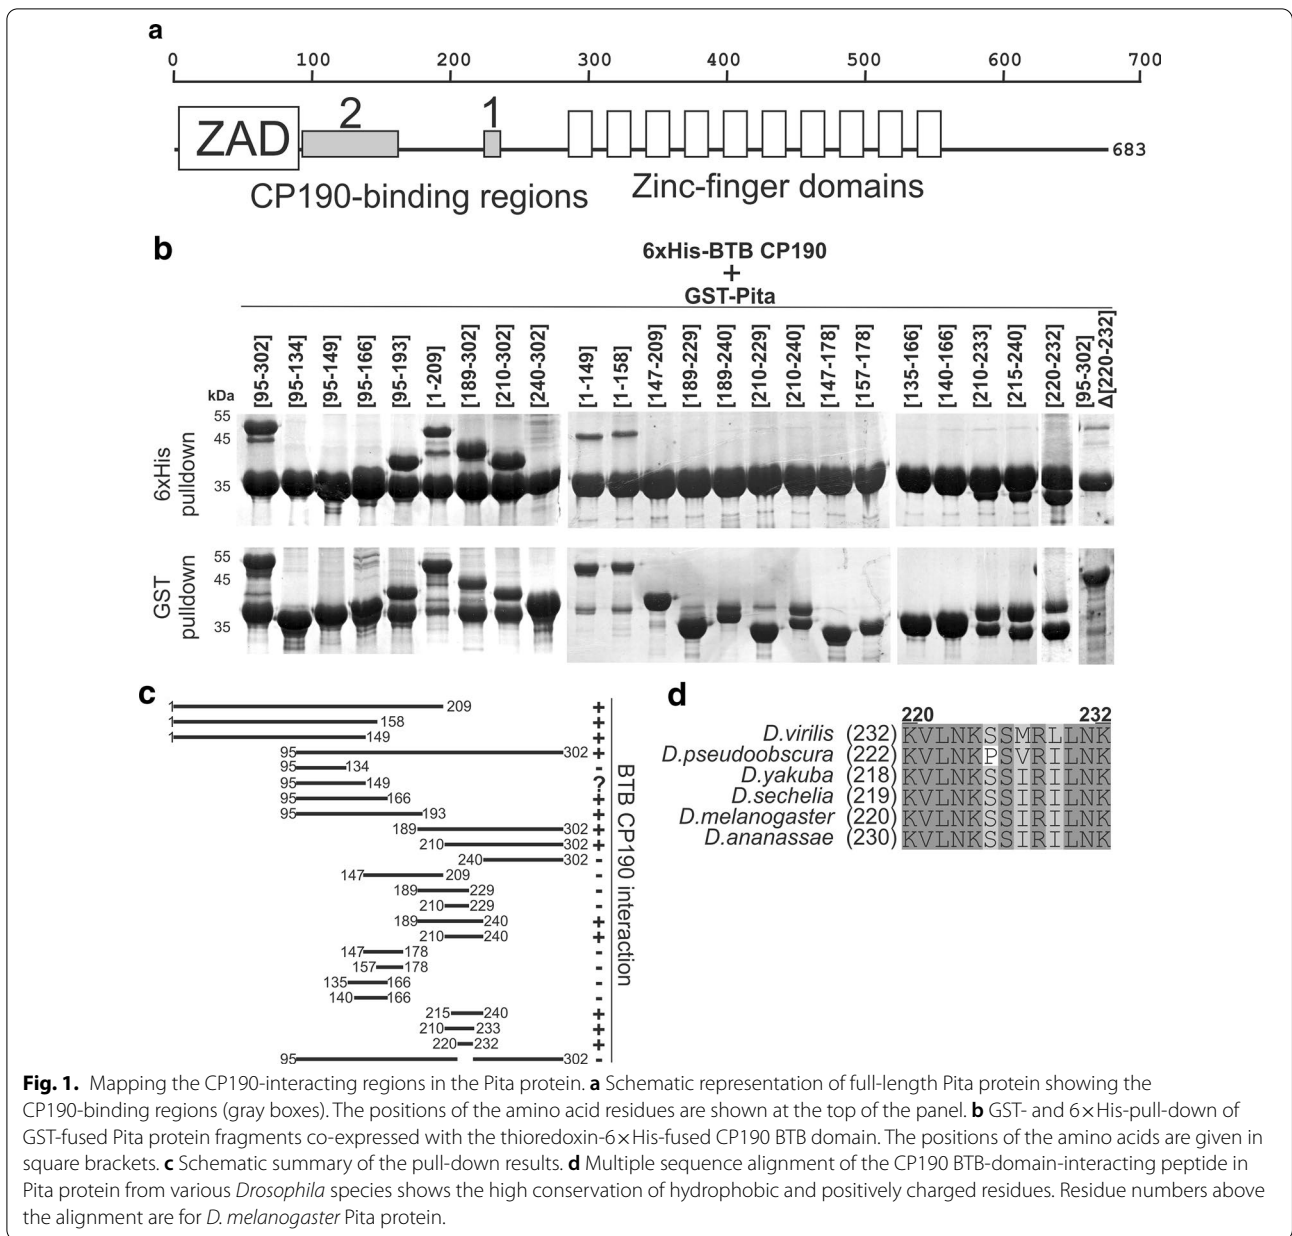 a
0 100 200 300 400 500 600 700
ZAD 2 1
683
CP190-binding regions Zinc-finger domains
b
6xHis-BTB CP190
+
GST-Pita
kDa [95-302] [95-134] [95-149] [95-166] [95-193] [1-209] [189-302] [210-302] [240-302] [1-149] [1-158] [147-209] [189-229] [189-240] [210-229] [210-240] [147-178] [157-178] [135-166] [140-166] [210-233] [215-240] [220-232] [95-302] Δ[220-232]
6xHis pulldown
55
45
35
GST pulldown
55
45
35
c
1 209 +
1 158 +
1 149 +
95 302 +
95 134 -
95 149 ?
95 166 +
95 193 +
189 302 +
210 302 +
240 302 -
147 209 -
189 229 -
210 229 -
189 240 +
210 240 +
147 178 -
157 178 -
135 166 -
140 166 -
215 240 +
210 233 +
220 232 +
95 302 -
BTB CP190 interaction
d
220 232
D.virilis (232) KVLNKSSMRLLNK
D.pseudoobscura (222) KVLNKPSVRILNK
D.yakuba (218) KVLNKSSIRILNK
D.sechelia (219) KVLNKSSIRILNK
D.melanogaster (220) KVLNKSSIRILNK
D.ananassae (230) KVLNKSSIRILNK
Fig. 1. Mapping the CP190-interacting regions in the Pita protein. a Schematic representation of full-length Pita protein showing the
CP190-binding regions (gray boxes). The positions of the amino acid residues are shown at the top of the panel. b GST- and 6×His-pull-down of
GST-fused Pita protein fragments co-expressed with the thioredoxin-6×His-fused CP190 BTB domain. The positions of the amino acids are given in
square brackets. c Schematic summary of the pull-down results. d Multiple sequence alignment of the CP190 BTB-domain-interacting peptide in
Pita protein from various Drosophila species shows the high conservation of hydrophobic and positively charged residues. Residue numbers above
the alignment are for D. melanogaster Pita protein.